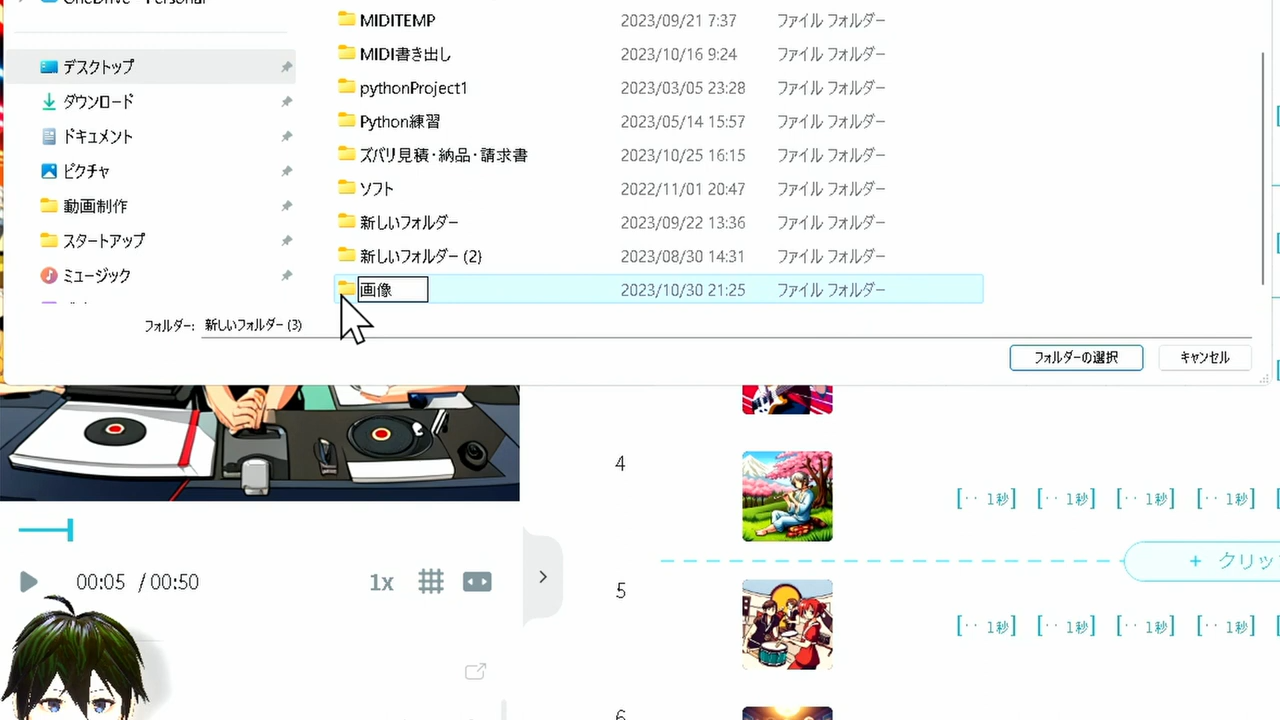 OneDrive - Personal
デスクトップ
ダウンロード
ドキュメント
ピクチャ
動画制作
スタートアップ
ミュージック
MIDITEMP 2023/09/21 7:37 ファイル フォルダー
MIDI書き出し 2023/10/16 9:24 ファイル フォルダー
pythonProject1 2023/03/05 23:28 ファイル フォルダー
Python練習 2023/05/14 15:57 ファイル フォルダー
ズバリ見積・納品・請求書 2023/10/25 16:15 ファイル フォルダー
ソフト 2022/11/01 20:47 ファイル フォルダー
新しいフォルダー 2023/09/22 13:36 ファイル フォルダー
新しいフォルダー (2) 2023/08/30 14:31 ファイル フォルダー
画像 2023/10/30 21:25 ファイル フォルダー
フォルダー: 新しいフォルダー (3)
フォルダーの選択 キャンセル
4
[‥ 1秒] [‥ 1秒] [‥ 1秒] [‥ 1秒]
+ クリッ
00:05 / 00:50 1x
5
[‥ 1秒] [‥ 1秒] [‥ 1秒] [‥ 1秒]
6